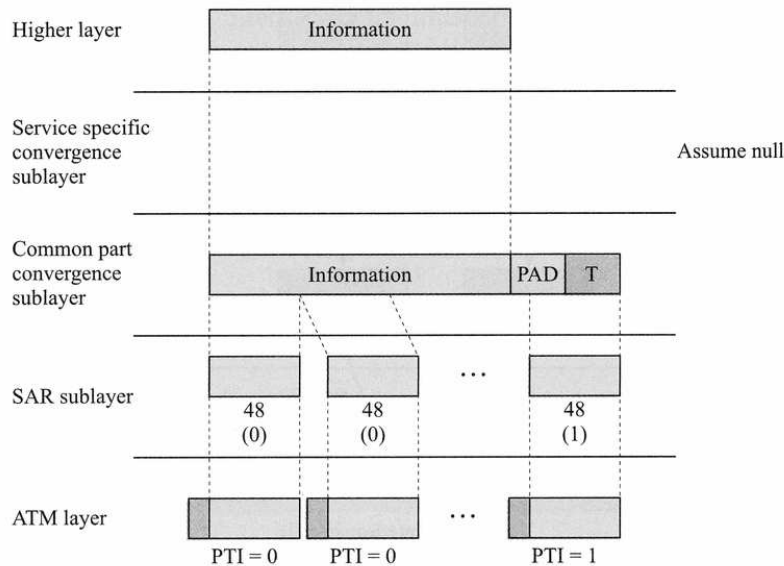 Higher layer
Information
Service specific
convergence
sublayer
Assume null
Common part
convergence
sublayer
Information
PAD
T
SAR sublayer
...
48
(0)
48
(0)
48
(1)
ATM layer
...
PTI = 0
PTI = 0
PTI = 1